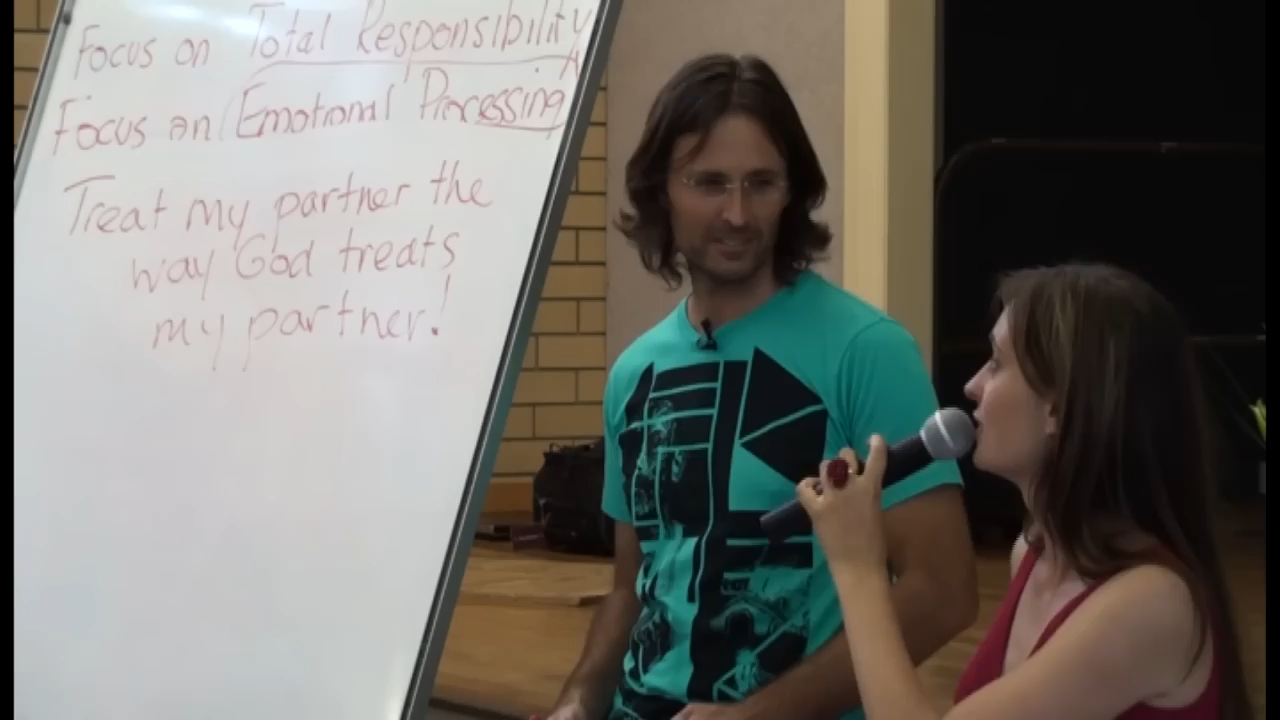 Focus on Total Responsibility
Focus on Emotional Processing
Treat my partner the
way God treats
my partner!